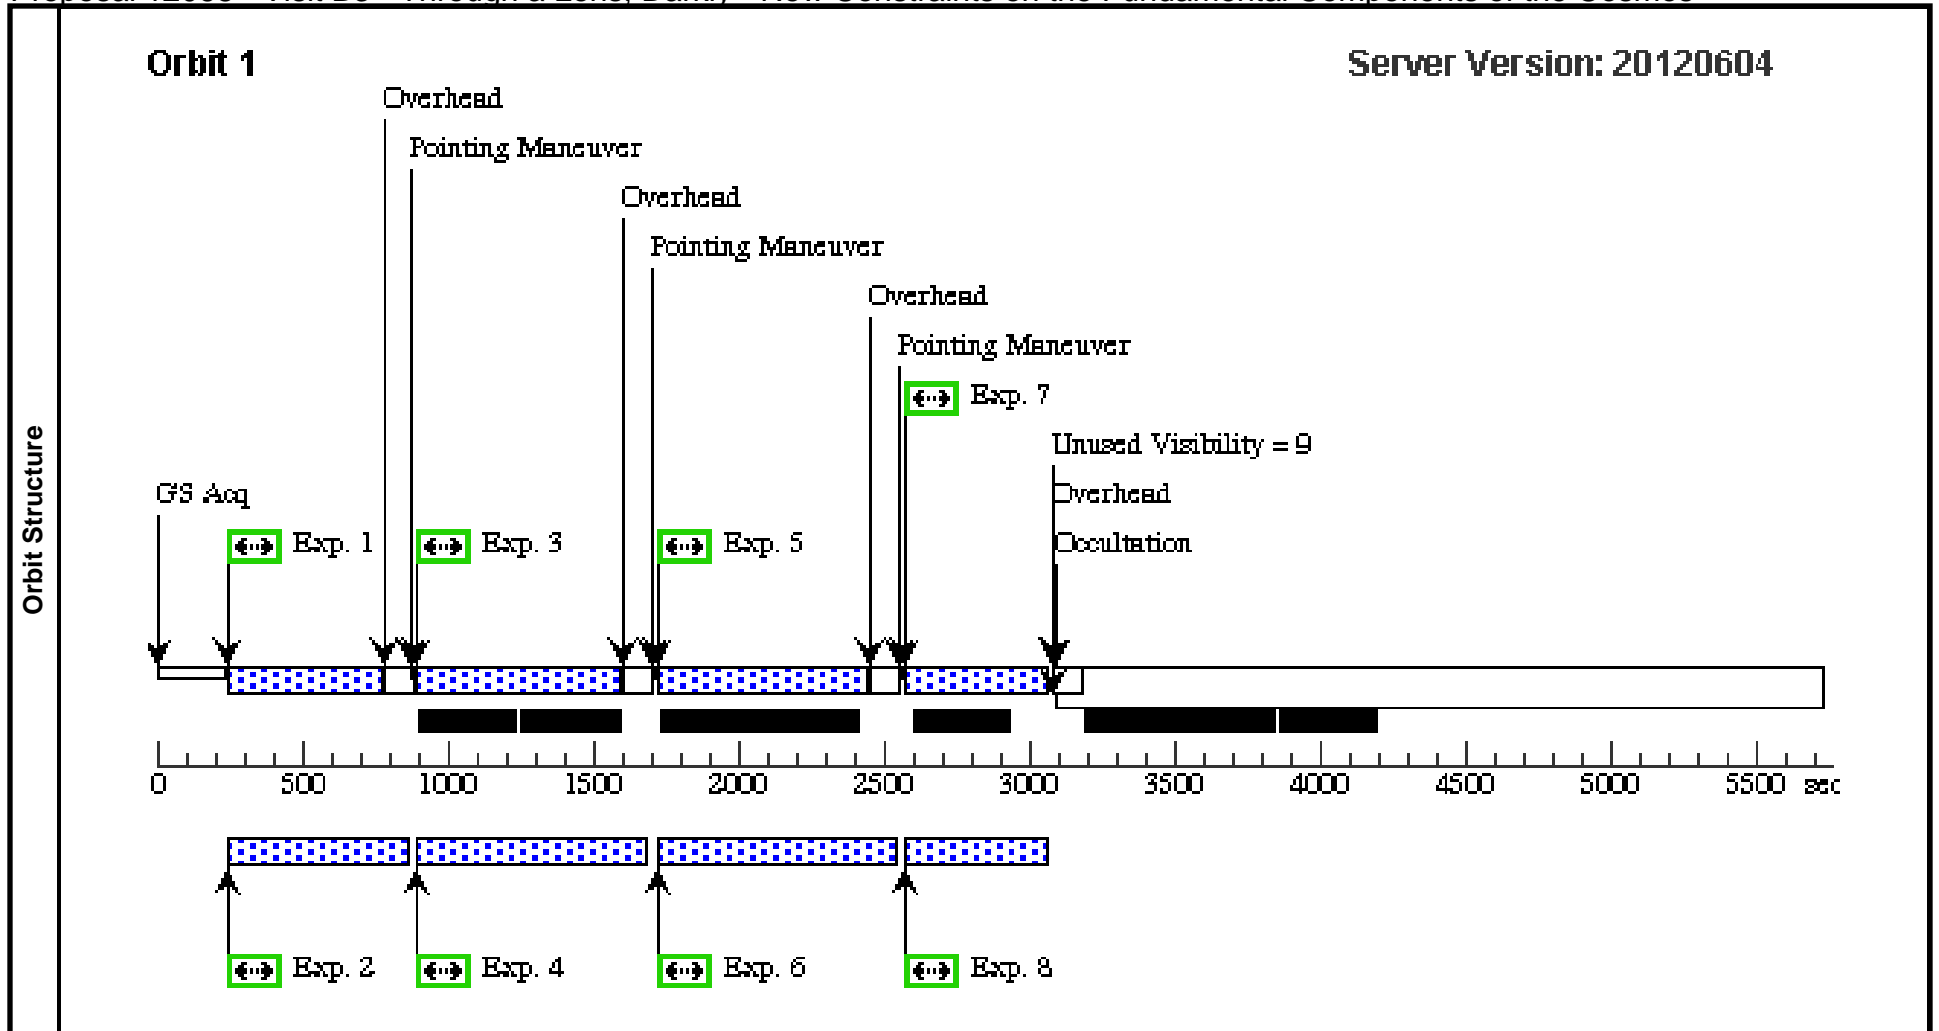 Orbit 1
Server Version: 20120604
Overhead
Pointing Maneuver
Overhead
Pointing Maneuver
Overhead
Pointing Maneuver
Exp. 7
Unused Visibility = 9
GS Acq
Overhead
Exp. 1
Exp. 3
Exp. 5
Occultation
Orbit Structure
0 500 1000 1500 2000 2500 3000 3500 4000 4500 5000 5500 sec
Exp. 2
Exp. 4
Exp. 6
Exp. 8